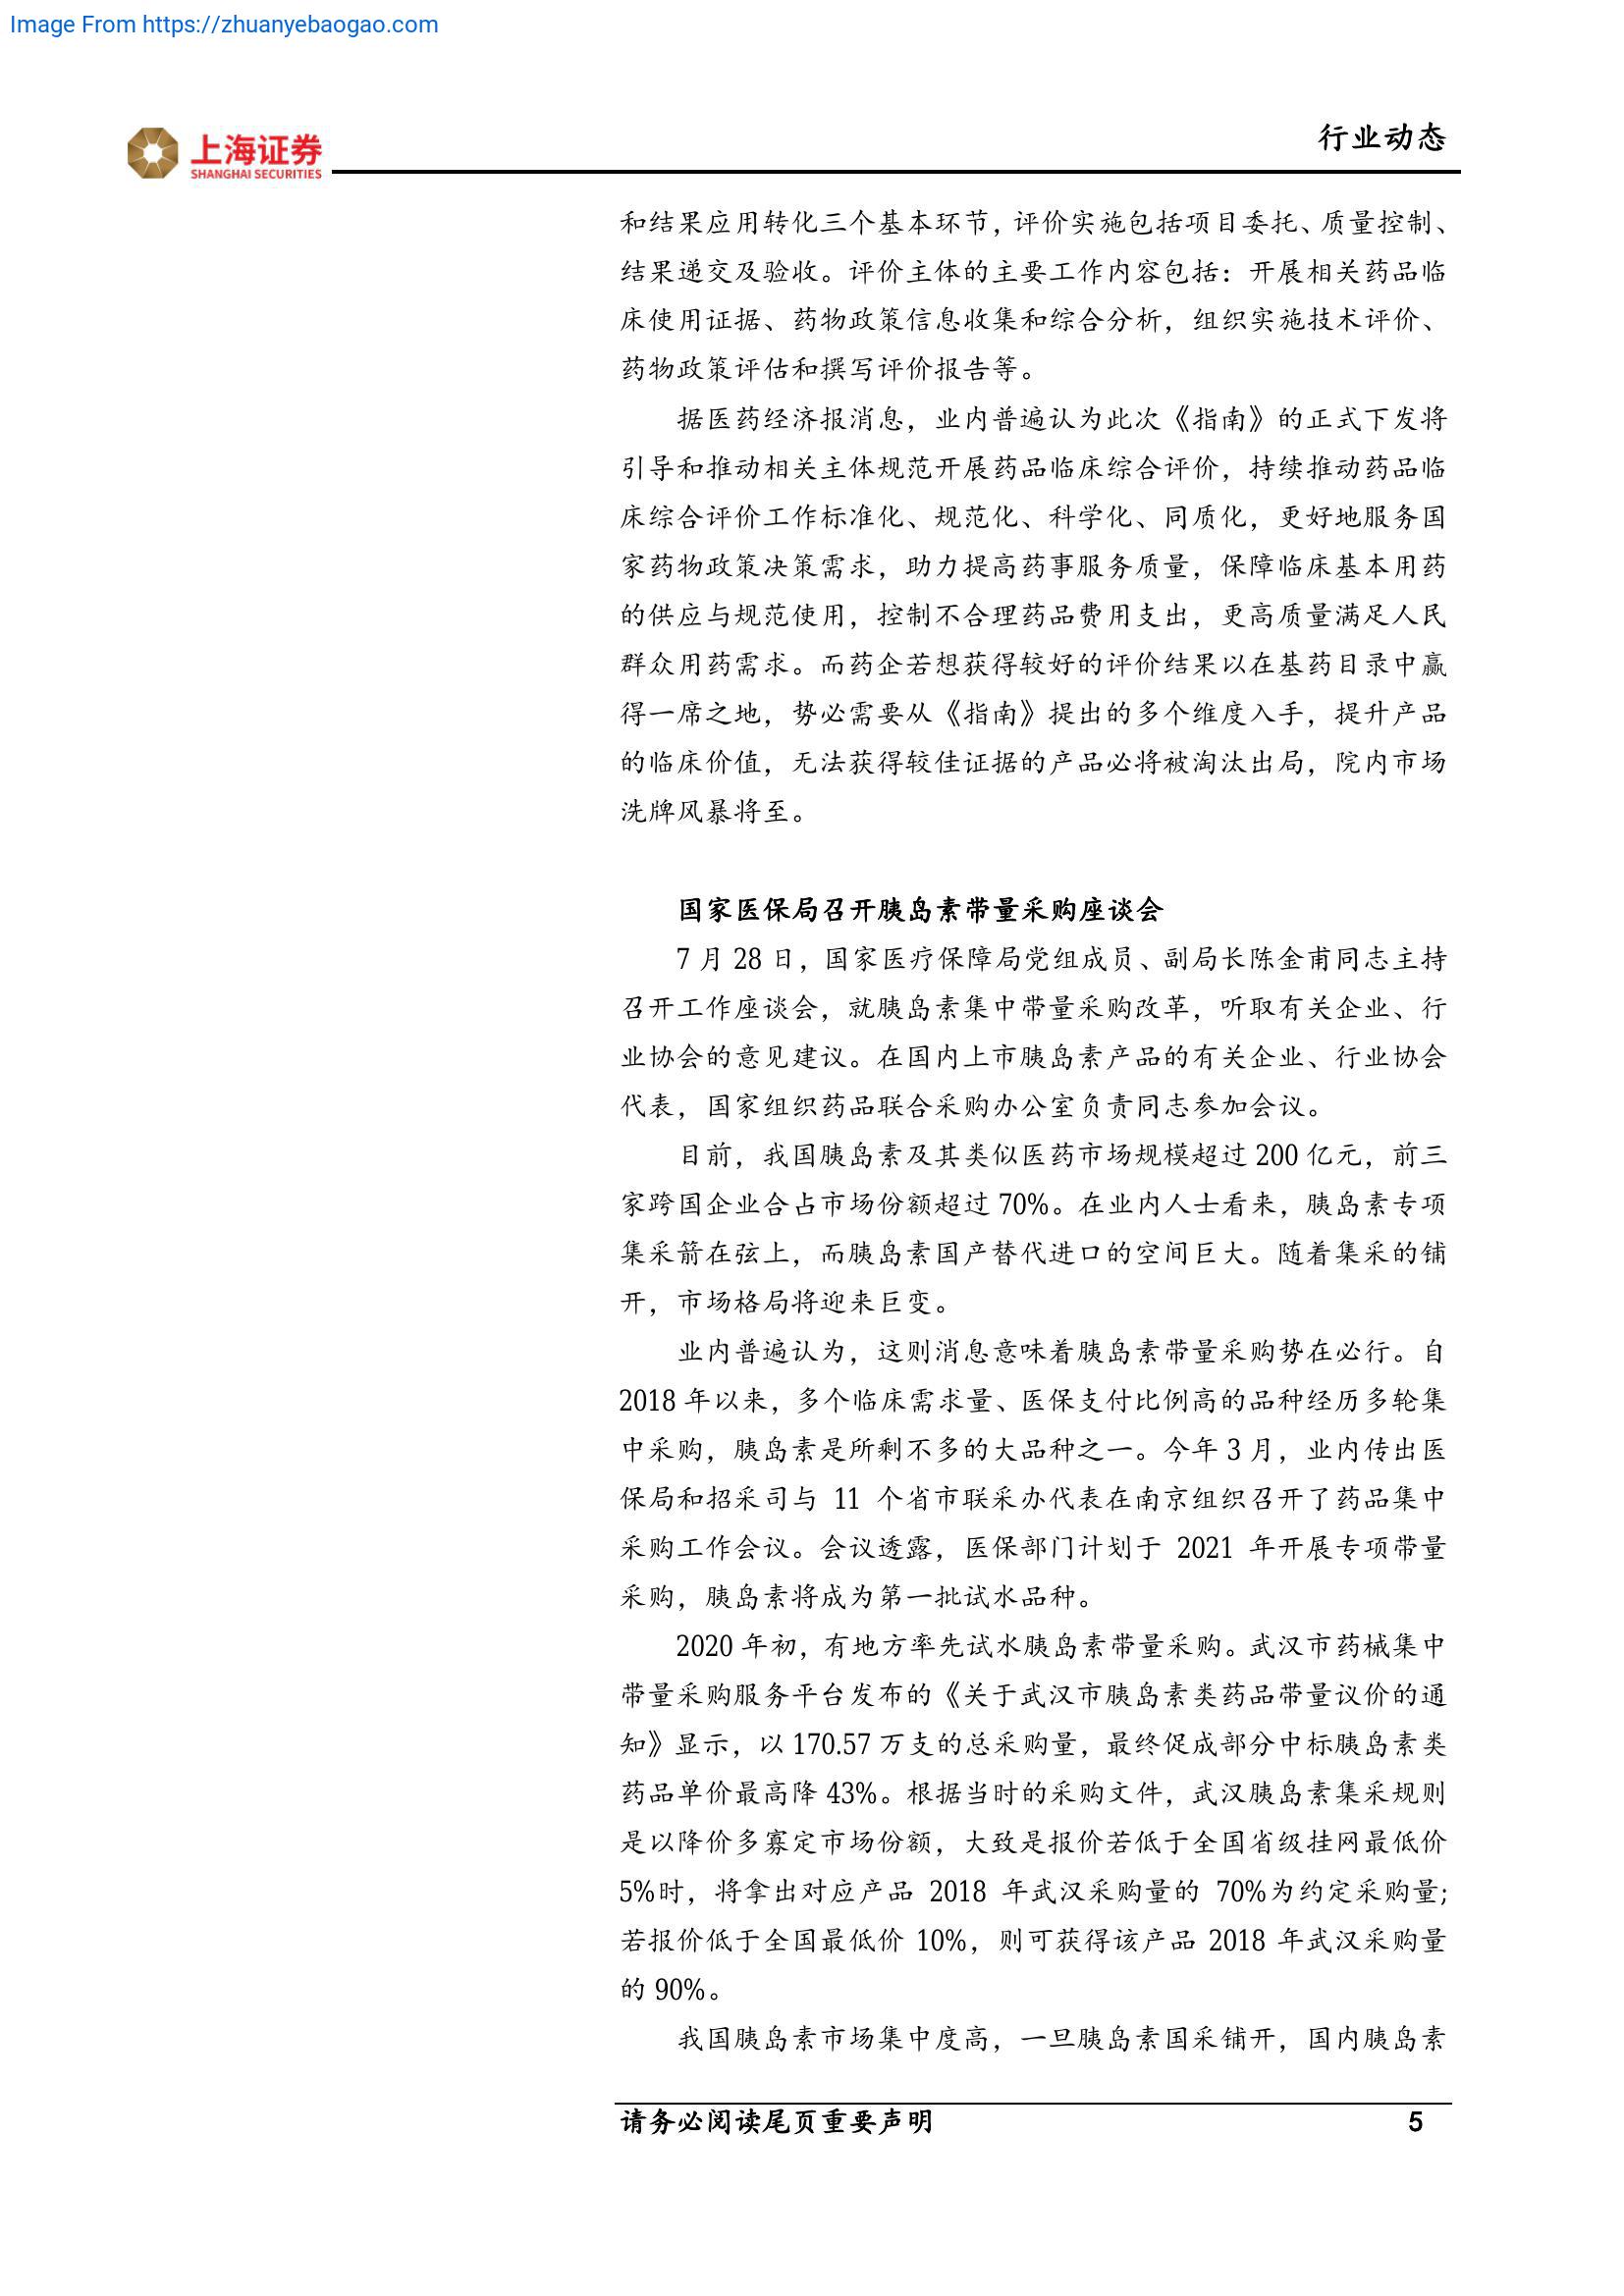 Image From https://zhuanyebaogao.com
上海证券
SHANGHAI SECURITIES
行业动态
和结果应用转化三个基本环节，评价实施包括项目委托、质量控制、
结果递交及验收。评价主体的主要工作内容包括：开展相关药品临
床使用证据、药物政策信息收集和综合分析，组织实施技术评价、
药物政策评估和撰写评价报告等。
据医药经济报消息，业内普遍认为此次《指南》的正式下发将
引导和推动相关主体规范开展药品临床综合评价，持续推动药品临
床综合评价工作标准化、规范化、科学化、同质化，更好地服务国
家药物政策决策需求，助力提高药事服务质量，保障临床基本用药
的供应与规范使用，控制不合理药品费用支出，更高质量满足人民
群众用药需求。而药企若想获得较好的评价结果以在基药目录中赢
得一席之地，势必需要从《指南》提出的多个维度入手，提升产品
的临床价值，无法获得较佳证据的产品必将被淘汰出局，院内市场
洗牌风暴将至。
国家医保局召开胰岛素带量采购座谈会
7 月 28 日，国家医疗保障局党组成员、副局长陈金甫同志主持
召开工作座谈会，就胰岛素集中带量采购改革，听取有关企业、行
业协会的意见建议。在国内上市胰岛素产品的有关企业、行业协会
代表，国家组织药品联合采购办公室负责同志参加会议。
目前，我国胰岛素及其类似医药市场规模超过 200 亿元，前三
家跨国企业合占市场份额超过 70%。在业内人士看来，胰岛素专项
集采箭在弦上，而胰岛素国产替代进口的空间巨大。随着集采的铺
开，市场格局将迎来巨变。
业内普遍认为，这则消息意味着胰岛素带量采购势在必行。自
2018 年以来，多个临床需求量、医保支付比例高的品种经历多轮集
中采购，胰岛素是所剩不多的大品种之一。今年 3 月，业内传出医
保局和招采司与 11 个省市联采办代表在南京组织召开了药品集中
采购工作会议。会议透露，医保部门计划于 2021 年开展专项带量
采购，胰岛素将成为第一批试水品种。
2020 年初，有地方率先试水胰岛素带量采购。武汉市药械集中
带量采购服务平台发布的《关于武汉市胰岛素类药品带量议价的通
知》显示，以 170.57 万支的总采购量，最终促成部分中标胰岛素类
药品单价最高降 43%。根据当时的采购文件，武汉胰岛素集采规则
是以降价多寡定市场份额，大致是报价若低于全国省级挂网最低价
5%时，将拿出对应产品 2018 年武汉采购量的 70%为约定采购量；
若报价低于全国最低价 10%，则可获得该产品 2018 年武汉采购量
的 90%。
我国胰岛素市场集中度高，一旦胰岛素国采铺开，国内胰岛素
请务必阅读尾页重要声明
5